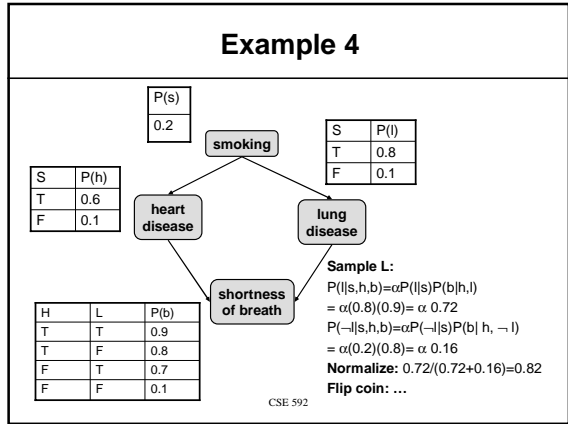 Example 4
P(s)
0.2
smoking
S P(l)
T 0.8
F 0.1
S P(h)
T 0.6
F 0.1
heart
disease
lung
disease
shortness
of breath
H L P(b)
T T 0.9
T F 0.8
F T 0.7
F F 0.1
Sample L:
P(l|s,h,b)=αP(l|s)P(b|h,l)
= α(0.8)(0.9)= α 0.72
P(¬l|s,h,b)=αP(¬l|s)P(b| h, ¬ l)
= α(0.2)(0.8)= α 0.16
Normalize: 0.72/(0.72+0.16)=0.82
Flip coin: …
CSE 592